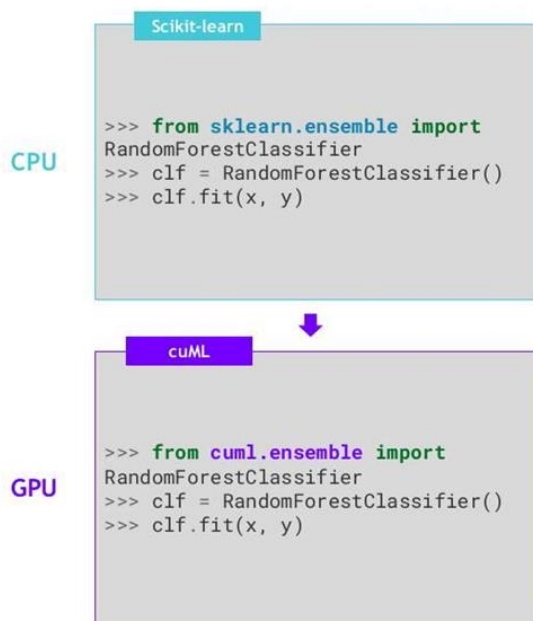 Scikit-learn
CPU
>>> from sklearn.ensemble import
RandomForestClassifier
>>> clf = RandomForestClassifier()
>>> clf.fit(x, y)
cuML
GPU
>>> from cuml.ensemble import
RandomForestClassifier
>>> clf = RandomForestClassifier()
>>> clf.fit(x, y)